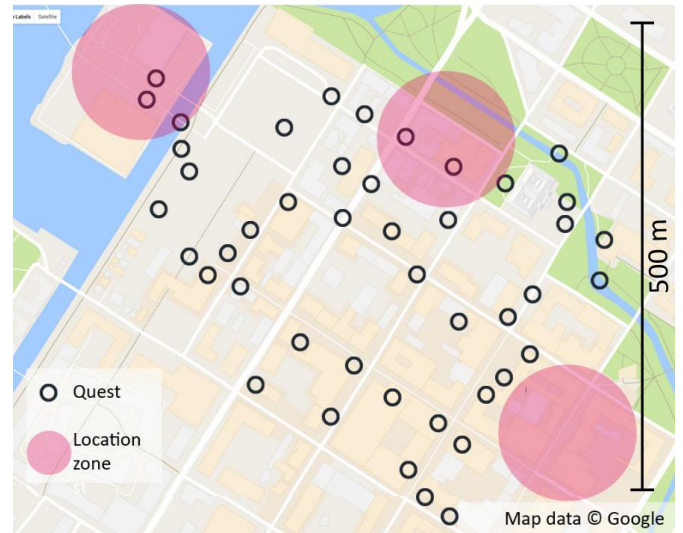 Labels Satellite
500 m
Quest
Location
zone
Map data © Google